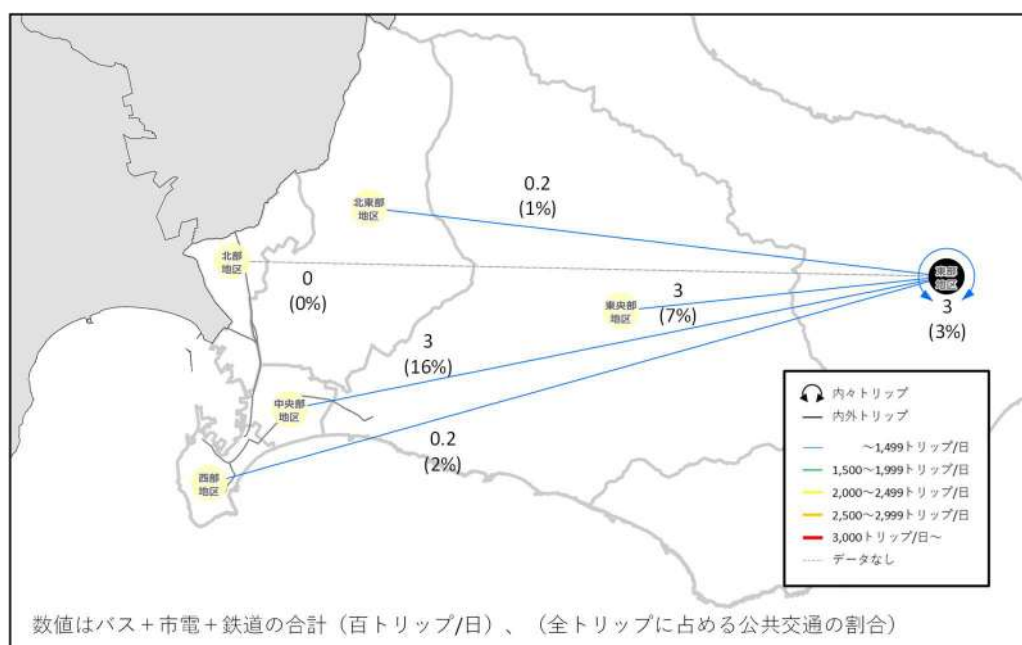 0.2
(1%)
北東部
地区
北部
地区
0
(0%)
東部
地区
3
(3%)
東央部
地区
3
(7%)
3
(16%)
中央部
地区
0.2
(2%)
西部
地区
内々トリップ
内外トリップ
～1,499トリップ/日
1,500～1,999トリップ/日
2,000～2,499トリップ/日
2,500～2,999トリップ/日
3,000トリップ/日～
データなし
数値はバス＋市電＋鉄道の合計（百トリップ/日）、（全トリップに占める公共交通の割合）